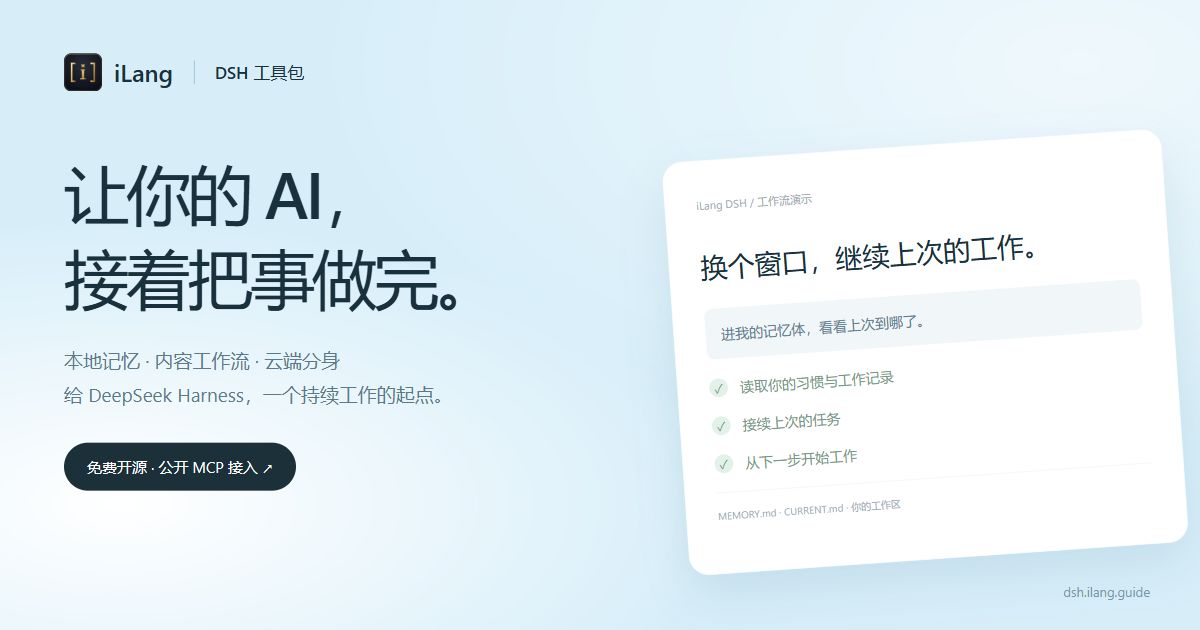 [i] iLang DSH 工具包
让你的 AI，
接着把事做完。
本地记忆 · 内容工作流 · 云端分身
给 DeepSeek Harness，一个持续工作的起点。
免费开源 · 公开 MCP 接入 ↗
iLang DSH / 工作流演示
换个窗口，继续上次的工作。
进我的记忆体，看看上次到哪了。
✓ 读取你的习惯与工作记录
✓ 接续上次的任务
✓ 从下一步开始工作
MEMORY.md · CURRENT.md · 你的工作区
dsh.ilang.guide